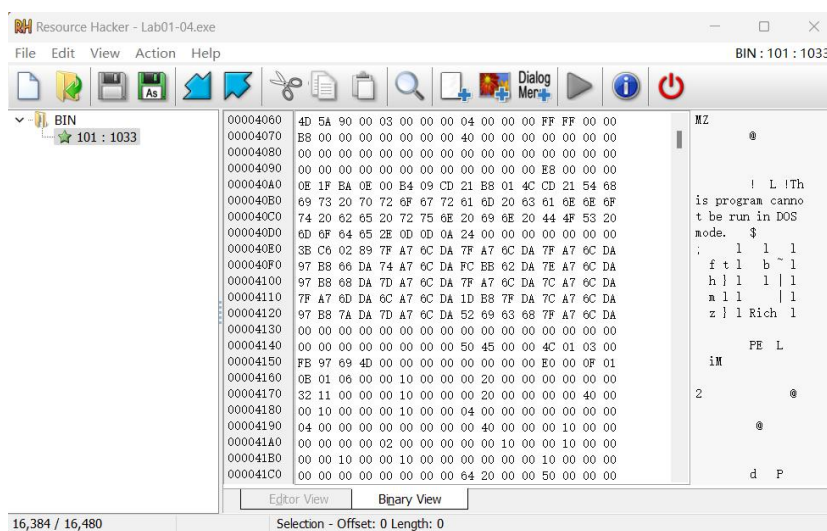 Resource Hacker - Lab01-04.exe
File Edit View Action Help
BIN : 101 : 1033
As
Dialog
Menu
BIN
101 : 1033
00004060 4D 5A 90 00 03 00 00 00 04 00 00 00 FF FF 00 00 MZ
00004070 B8 00 00 00 00 00 00 00 40 00 00 00 00 00 00 00 @
00004080 00 00 00 00 00 00 00 00 00 00 00 00 00 00 00 00
00004090 00 00 00 00 00 00 00 00 00 00 00 00 E8 00 00 00
000040A0 0E 1F BA 0E 00 B4 09 CD 21 B8 01 4C CD 21 54 68 ! L !Th
000040B0 69 73 20 70 72 6F 67 72 61 6D 20 63 61 6E 6E 6F is program canno
000040C0 74 20 62 65 20 72 75 6E 20 69 6E 20 44 4F 53 20 t be run in DOS
000040D0 6D 6F 64 65 2E 0D 0D 0A 24 00 00 00 00 00 00 00 mode. $
000040E0 3B C6 02 89 7F A7 6C DA 7F A7 6C DA 7F A7 6C DA ; l l l
000040F0 97 B8 66 DA 74 A7 6C DA FC BB 62 DA 7E A7 6C DA f t l b ~ l
00004100 97 B8 68 DA 7D A7 6C DA 7F A7 6C DA 7C A7 6C DA h } l l | l
00004110 7F A7 6D DA 6C A7 6C DA 1D B8 7F DA 7C A7 6C DA m l l | l
00004120 97 B8 7A DA 7D A7 6C DA 52 69 63 68 7F A7 6C DA z } l Rich l
00004130 00 00 00 00 00 00 00 00 00 00 00 00 00 00 00 00
00004140 00 00 00 00 00 00 00 00 50 45 00 00 4C 01 03 00 PE L
00004150 FB 97 69 4D 00 00 00 00 00 00 00 00 E0 00 0F 01 iM
00004160 0B 01 06 00 00 10 00 00 00 20 00 00 00 00 00 00
00004170 32 11 00 00 00 10 00 00 00 20 00 00 00 00 40 00 2 @
00004180 00 10 00 00 00 10 00 00 04 00 00 00 00 00 00 00
00004190 04 00 00 00 00 00 00 00 00 40 00 00 00 10 00 00 @
000041A0 00 00 00 00 02 00 00 00 00 00 10 00 00 10 00 00
000041B0 00 00 10 00 00 10 00 00 00 00 00 00 10 00 00 00
000041C0 00 00 00 00 00 00 00 00 64 20 00 00 50 00 00 00 d P
Editor View Binary View
16,384 / 16,480 Selection - Offset: 0 Length: 0